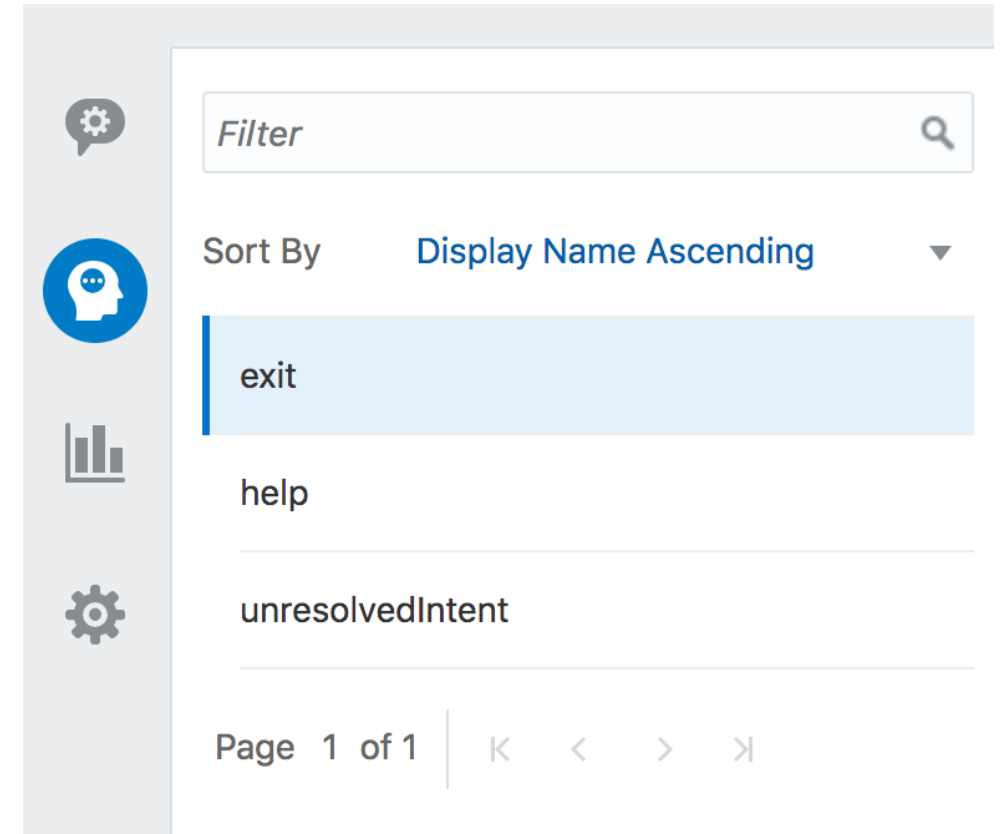 Filter
Sort By Display Name Ascending
exit
help
unresolvedIntent
Page 1 of 1